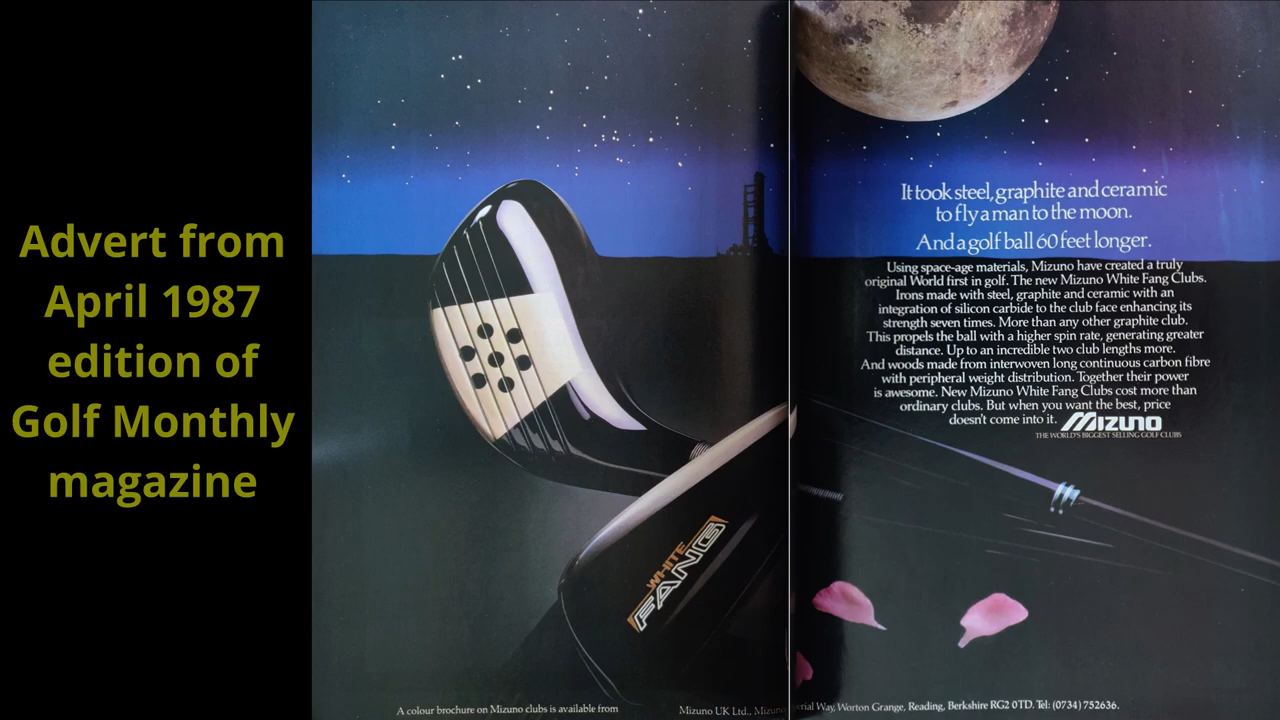 Advert from
April 1987
edition of
Golf Monthly
magazine
It took steel, graphite and ceramic
to fly a man to the moon.
And a golf ball 60 feet longer.
Using space-age materials, Mizuno have created a truly
original World first in golf. The new Mizuno White Fang Clubs.
Irons made with steel, graphite and ceramic with an
integration of silicon carbide to the club face enhancing its
strength seven times. More than any other graphite club.
This propels the ball with a higher spin rate, generating greater
distance. Up to an incredible two club lengths more.
And woods made from interwoven long continuous carbon fibre
with peripheral weight distribution. Together their power
is awesome. New Mizuno White Fang Clubs cost more than
ordinary clubs. But when you want the best, price
doesn't come into it. MIZUNO
THE WORLD'S BIGGEST SELLING GOLF CLUBS
WHITE
FANG
A colour brochure on Mizuno clubs is available from Mizuno UK Ltd., Mizuno erial Way, Worton Grange, Reading, Berkshire RG2 0TD. Tel: (0734) 752636.